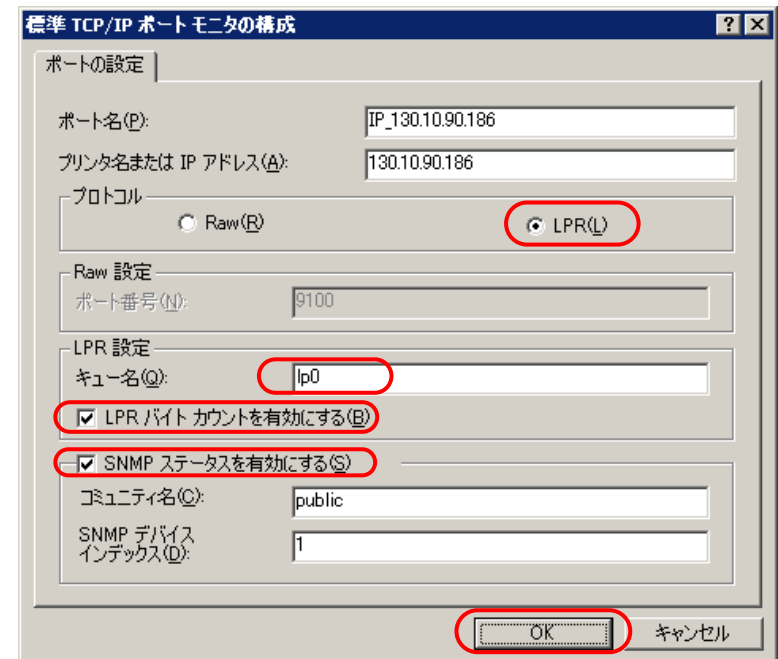 標準 TCP/IP ポート モニタの構成
ポートの設定
ポート名(P):
IP_130.10.90.186
プリンタ名または IP アドレス(A):
130.10.90.186
プロトコル
Raw(R)
LPR(L)
Raw 設定
ポート番号(N):
9100
LPR 設定
キュー名(Q):
lp0
LPR バイト カウントを有効にする(B)
SNMP ステータスを有効にする(S)
コミュニティ名(C):
public
SNMP デバイス
インデックス(D):
1
OK
キャンセル